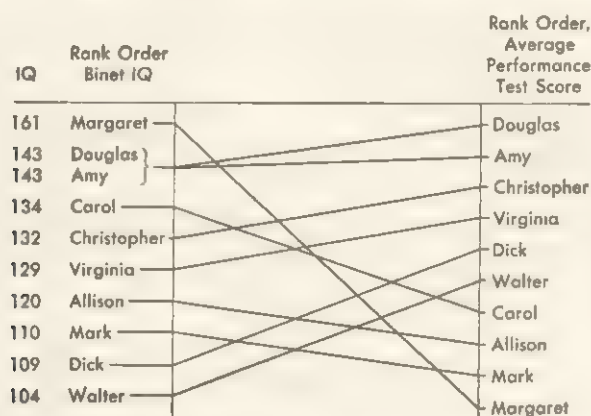 IQ
Rank Order
Binet IQ
Rank Order,
Average
Performance
Test Score
161 Margaret
143 Douglas
143 Amy
134 Carol
132 Christopher
129 Virginia
120 Allison
110 Mark
109 Dick
104 Walter
Douglas
Amy
Christopher
Virginia
Dick
Walter
Carol
Allison
Mark
Margaret